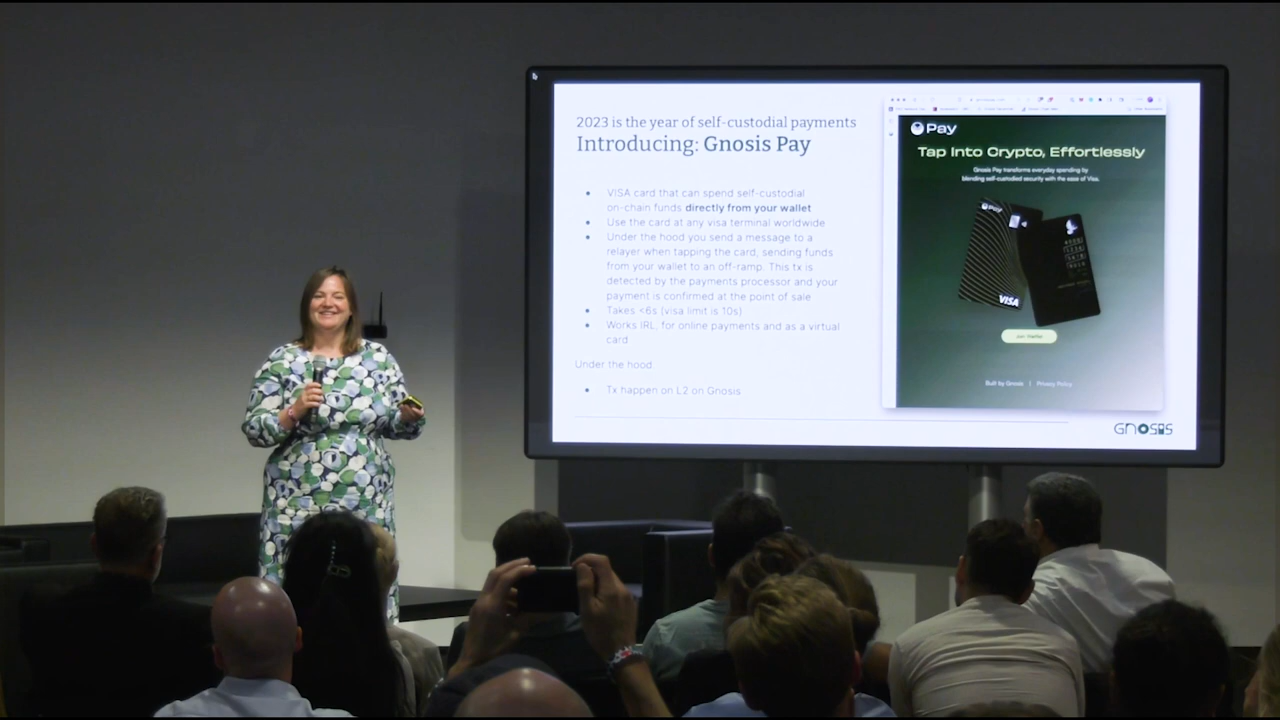 2023 is the year of self-custodial payments
Introducing: Gnosis Pay
VISA card that can spend self-custodial
on-chain funds directly from your wallet
Use the card at any visa terminal worldwide
Under the hood you send a message to a
relayer when tapping the card, sending funds
from your wallet to an off-ramp. This tx is
detected by the payments processor and your
payment is confirmed at the point of sale
Takes <6s (visa limit is 10s)
Works IRL, for online payments and as a virtual
card
Under the hood
Tx happen on L2 on Gnosis
Pay
Tap Into Crypto, Effortlessly
Gnosis Pay transforms everyday spending by
blending self-custodied security with the ease of Visa.
Pay
VISA
Join Waitlist
Built by Gnosis | Privacy Policy
GNOSIS